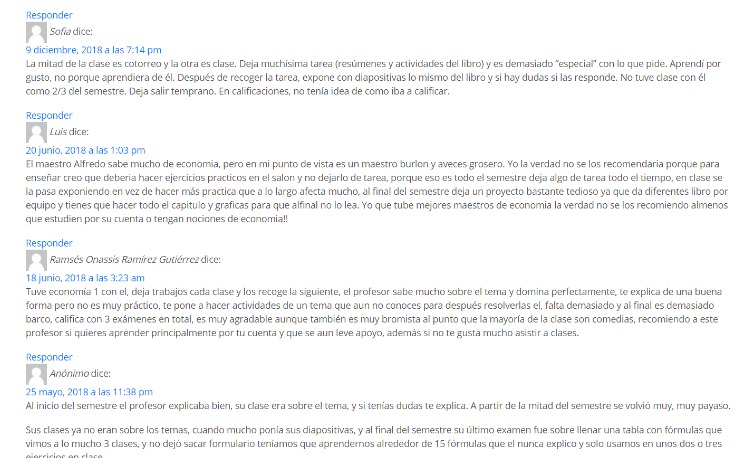 Responder
Sofia dice:
9 diciembre, 2018 a las 7:14 pm
La mitad de la clase es cotorreo y la otra es clase. Deja muchísima tarea (resúmenes y actividades del libro) y es demasiado “especial” con lo que pide. Aprendí por
gusto, no porque aprendiera de él. Después de recoger la tarea, expone con diapositivas lo mismo del libro y si hay dudas si las responde. No tuve clase con él
como 2/3 del semestre. Deja salir temprano. En calificaciones, no tenía idea de como iba a calificar.
Responder
Luis dice:
20 junio, 2018 a las 1:03 pm
El maestro Alfredo sabe mucho de economia, pero en mi punto de vista es un maestro burlon y aveces grosero. Yo la verdad no se los recomendaria porque para
enseñar creo que deberia hacer ejercicios practicos en el salon y no dejarlo de tarea, porque eso es todo el semestre deja algo de tarea todo el tiempo, en clase se
la pasa exponiendo en vez de hacer más practica que a lo largo afecta mucho, al final del semestre deja un proyecto bastante tedioso ya que da diferentes libro por
equipo y tienes que hacer todo el capitulo y graficas para que alfinal no lo lea. Yo que tube mejores maestros de economia la verdad no se los recomiendo almenos
que estudien por su cuenta o tengan nociones de economia!!
Responder
Ramsés Onassis Ramírez Gutiérrez dice:
18 junio, 2018 a las 3:23 am
Tuve economía 1 con el, deja trabajos cada clase y los recoge la siguiente, el profesor sabe mucho sobre el tema y domina perfectamente, te explica de una buena
forma pero no es muy práctico, te pone a hacer actividades de un tema que aun no conoces para después resolverlas el, falta demasiado y al final es demasiado
barco, califica con 3 exámenes en total, es muy agradable aunque también es muy bromista al punto que la mayoría de la clase son comedias, recomiendo a este
profesor si quieres aprender principalmente por tu cuenta y que se aun leve apoyo, además si no te gusta mucho asistir a clases.
Responder
Anónimo dice:
25 mayo, 2018 a las 11:38 pm
Al inicio del semestre el profesor explicaba bien, su clase era sobre el tema, y si tenías dudas te explica. A partir de la mitad del semestre se volvió muy, muy payaso.
Sus clases ya no eran sobre los temas, cuando mucho ponía sus diapositivas, y al final del semestre su último examen fue sobre llenar una tabla con fórmulas que
vimos a lo mucho 3 clases, y no dejó sacar formulario teníamos que aprendernos alrededor de 15 fórmulas que el nunca explico y solo usamos en unos dos o tres
ejercicios en clase.